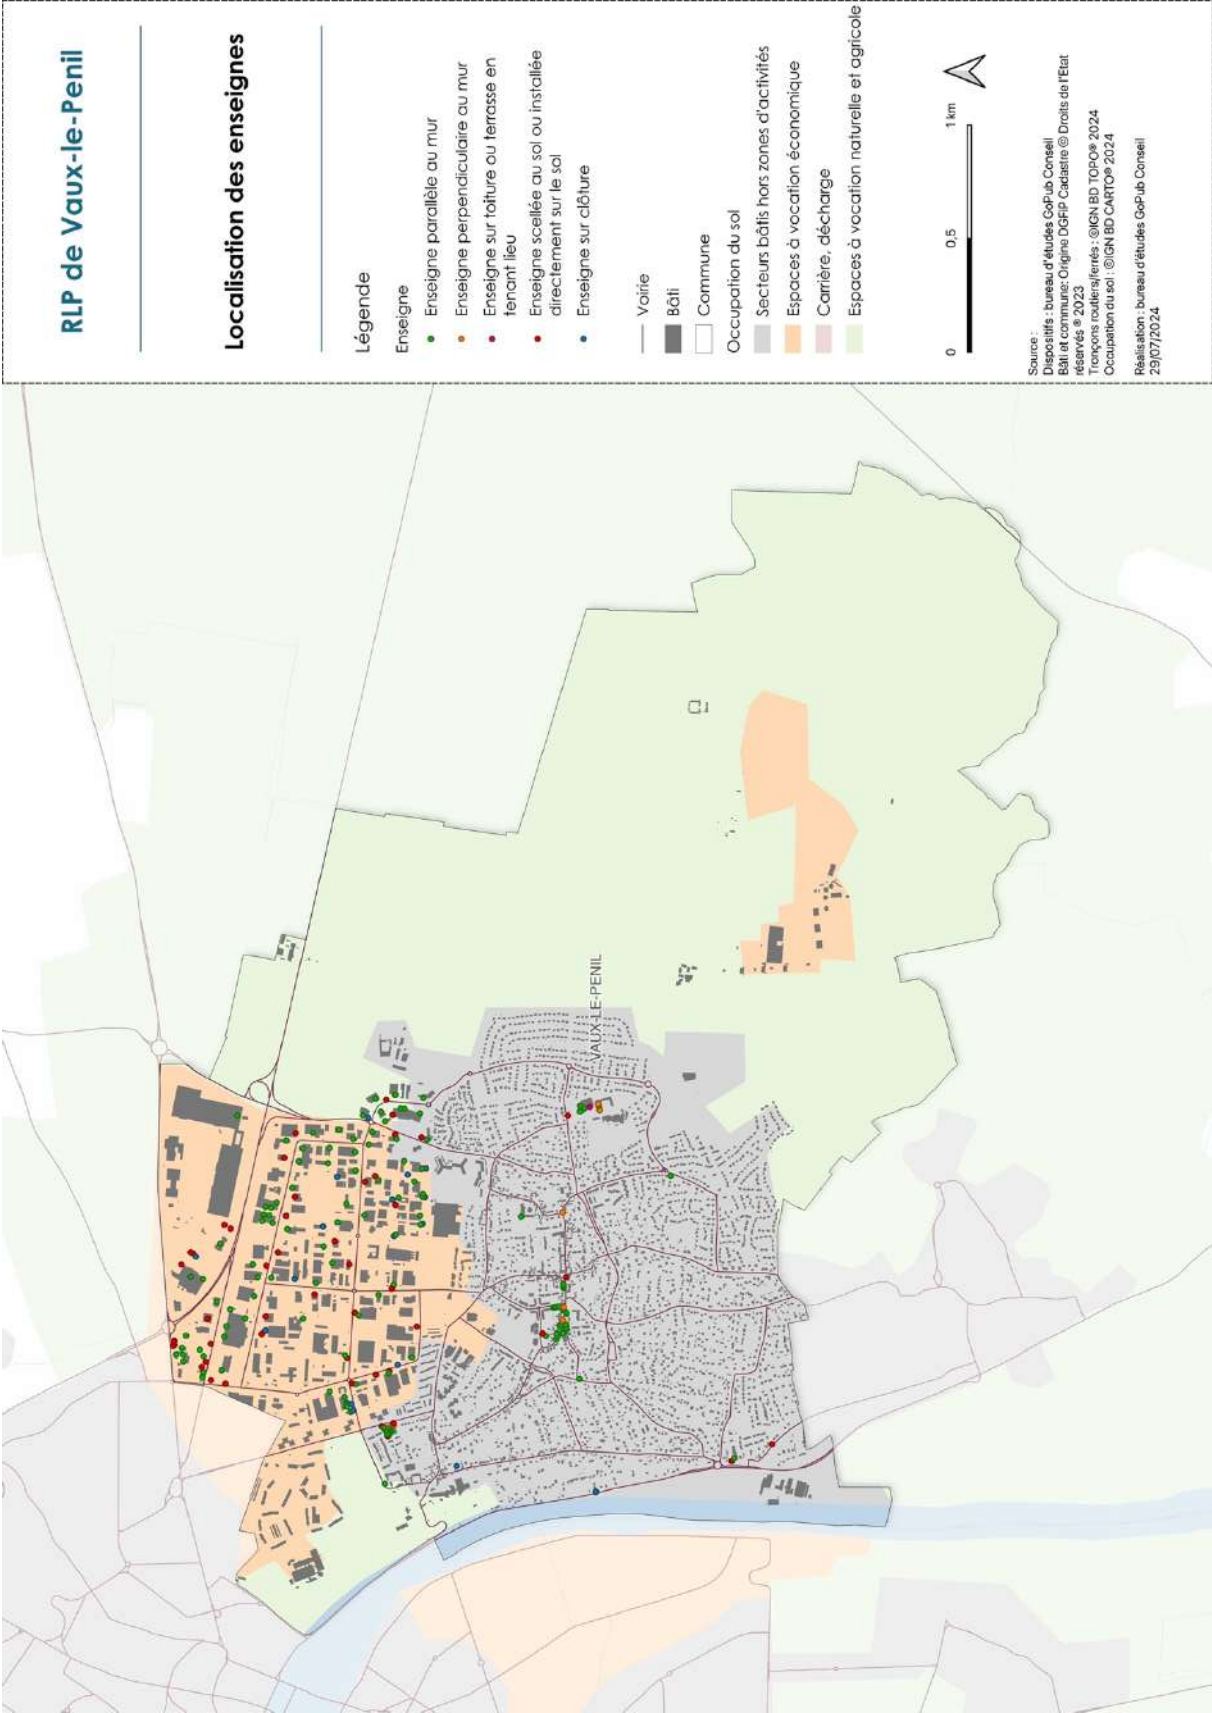 RLP de Vaux-le-Penil
Localisation des enseignes
Légende
Enseigne
Enseigne parallèle au mur
Enseigne perpendiculaire au mur
Enseigne sur toiture ou terrasse en
tenant lieu
Enseigne scellée au sol ou installée
directement sur le sol
Enseigne sur clôture
Voirie
Bâti
Commune
Occupation du sol
Secteurs bâtis hors zones d'activités
Espaces à vocation économique
Carrière, décharge
Espaces à vocation naturelle et agricole
0 0,5 1 km
Source :
Dispositifs : bureau d'études GoPub Conseil
Bâti et commune: Origine DGFIP Cadastre © Droits de l'Etat
réservés ® 2023
Tronçons routiers/ferrés : ©IGN BD TOPO® 2024
Occupation du sol : ©IGN BD CARTO® 2024
Réalisation : bureau d'études GoPub Conseil
29/07/2024
VAUX-LE-PENIL